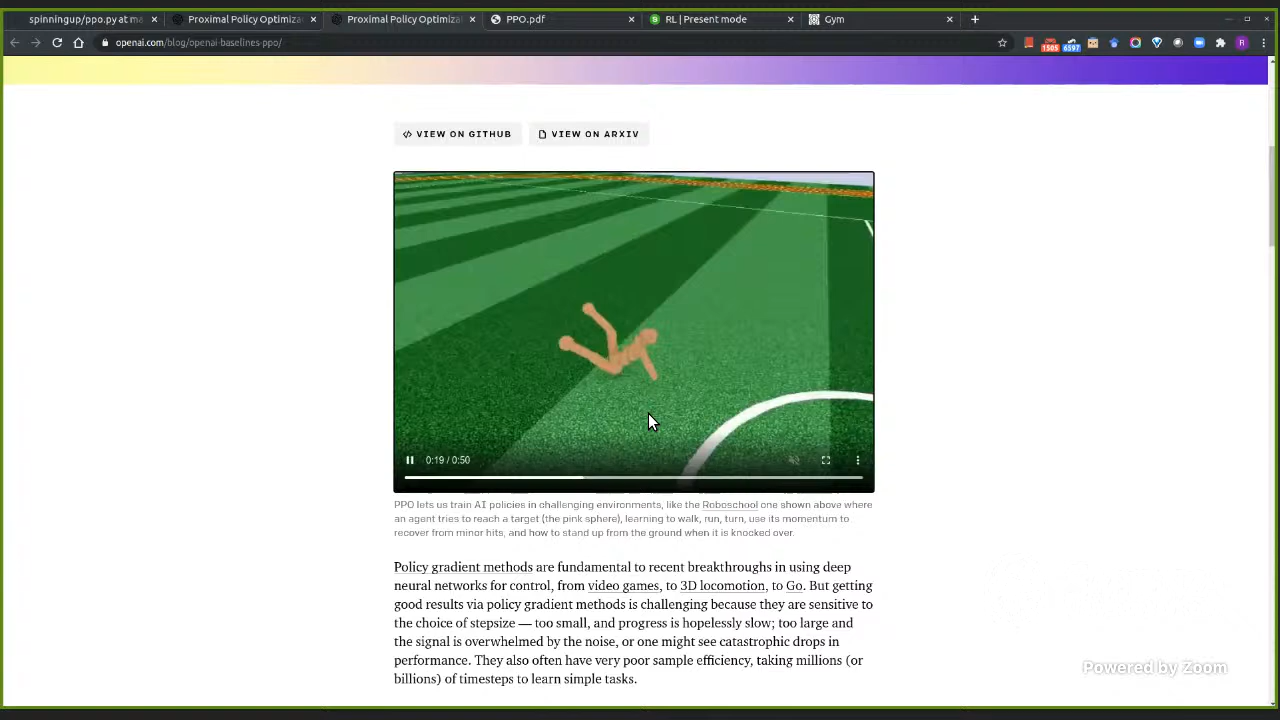 spinningup/ppo.py at ma
Proximal Policy Optimiza
Proximal Policy Optimiza
PPO.pdf
RL | Present mode
Gym
openai.com/blog/openai-baselines-ppo/
1505
6597
R
VIEW ON GITHUB
VIEW ON ARXIV
0:19 / 0:50
PPO lets us train AI policies in challenging environments, like the Roboschool one shown above where
an agent tries to reach a target (the pink sphere), learning to walk, run, turn, use its momentum to
recover from minor hits, and how to stand up from the ground when it is knocked over.
Policy gradient methods are fundamental to recent breakthroughs in using deep
neural networks for control, from video games, to 3D locomotion, to Go. But getting
good results via policy gradient methods is challenging because they are sensitive to
the choice of stepsize — too small, and progress is hopelessly slow; too large and
the signal is overwhelmed by the noise, or one might see catastrophic drops in
performance. They also often have very poor sample efficiency, taking millions (or
billions) of timesteps to learn simple tasks.
Powered by Zoom